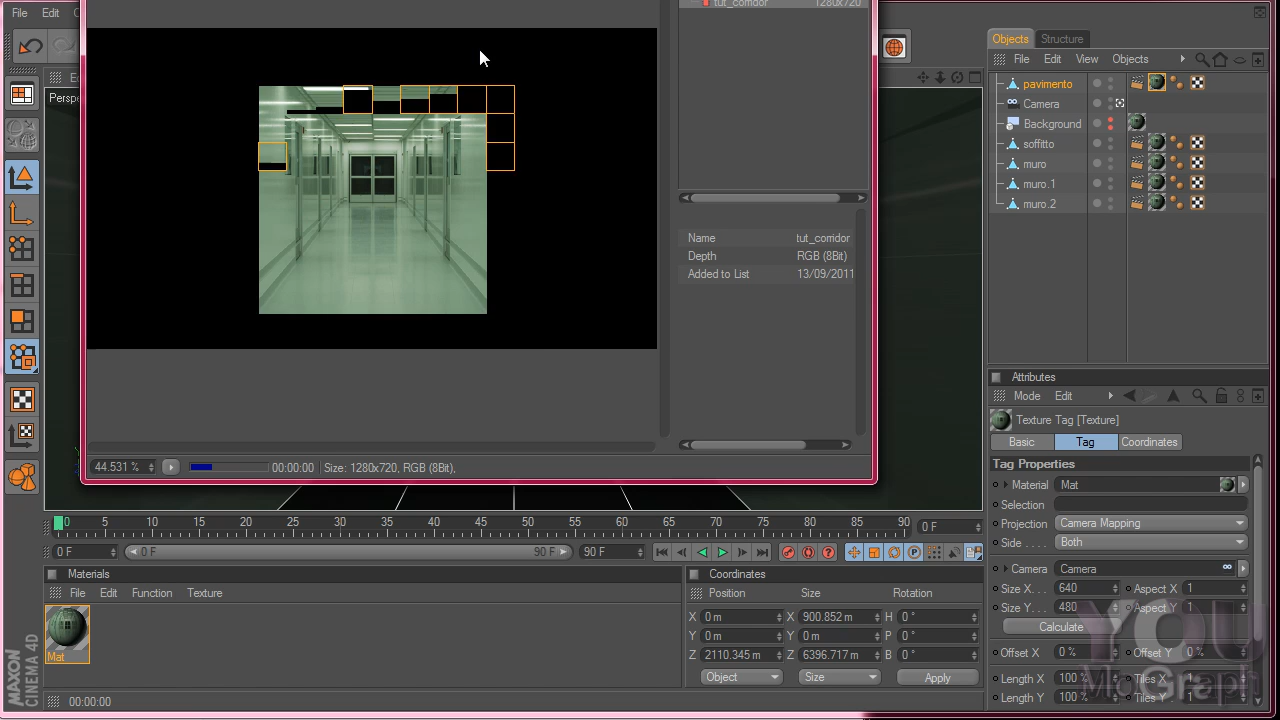 File Edit
tut_corridor 1280x720
Objects Structure
File Edit View Objects
Perspe
pavimento
Camera
Background
soffitto
muro
muro.1
muro.2
Name tut_corridor
Depth RGB (8Bit)
Added to List 13/09/2011
Attributes
Mode Edit
Texture Tag [Texture]
Basic Tag Coordinates
Tag Properties
Material Mat
Selection
Projection Camera Mapping
Side . . . . Both
Camera Camera
Size X. . . 640 Aspect X 1
Size Y. . . 480 Aspect Y 1
Calculate
Offset X 0 % Offset Y 0 %
Length X 100 % Tiles X 1
Length Y 100 % Tiles Y 1
44.531 % 00:00:00 Size: 1280x720, RGB (8Bit),
0 5 10 15 20 25 30 35 40 45 50 55 60 65 70 75 80 85 90 0 F
0 F 0 F 90 F 90 F
Materials
File Edit Function Texture
Mat
Coordinates
Position Size Rotation
X 0 m X 900.852 m H 0 °
Y 0 m Y 0 m P 0 °
Z 2110.345 m Z 6396.717 m B 0 °
Object Size Apply
00:00:00
MAXON
CINEMA 4D
YOU
MoGraph